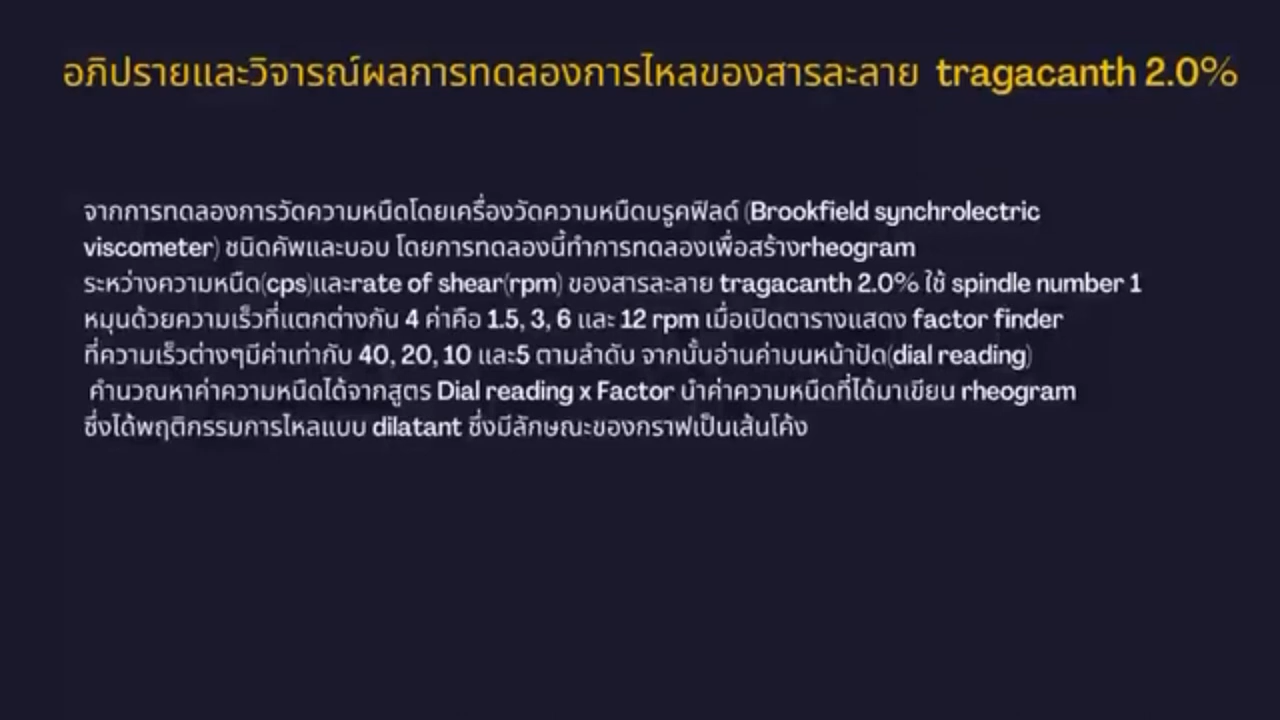 อภิปรายและวิจารณ์ผลการทดลองการไหลของสารละลาย tragacanth 2.0%
จากการทดลองการวัดความหนืดโดยเครื่องวัดความหนืดบรูคฟิลด์ (Brookfield synchrolectric
viscometer) ชนิดคัพและบอบ โดยการทดลองนี้ทำการทดลองเพื่อสร้างrheogram
ระหว่างความหนืด(cps)และrate of shear(rpm) ของสารละลาย tragacanth 2.0% ใช้ spindle number 1
หมุนด้วยความเร็วที่แตกต่างกัน 4 ค่าคือ 1.5, 3, 6 และ 12 rpm เมื่อเปิดตารางแสดง factor finder
ที่ความเร็วต่างๆมีค่าเท่ากับ 40, 20, 10 และ5 ตามลำดับ จากนั้นอ่านค่าบนหน้าปัด(dial reading)
คำนวณหาค่าความหนืดได้จากสูตร Dial reading x Factor นำค่าความหนืดที่ได้มาเขียน rheogram
ซึ่งได้พฤติกรรมการไหลแบบ dilatant ซึ่งมีลักษณะของกราฟเป็นเส้นโค้ง